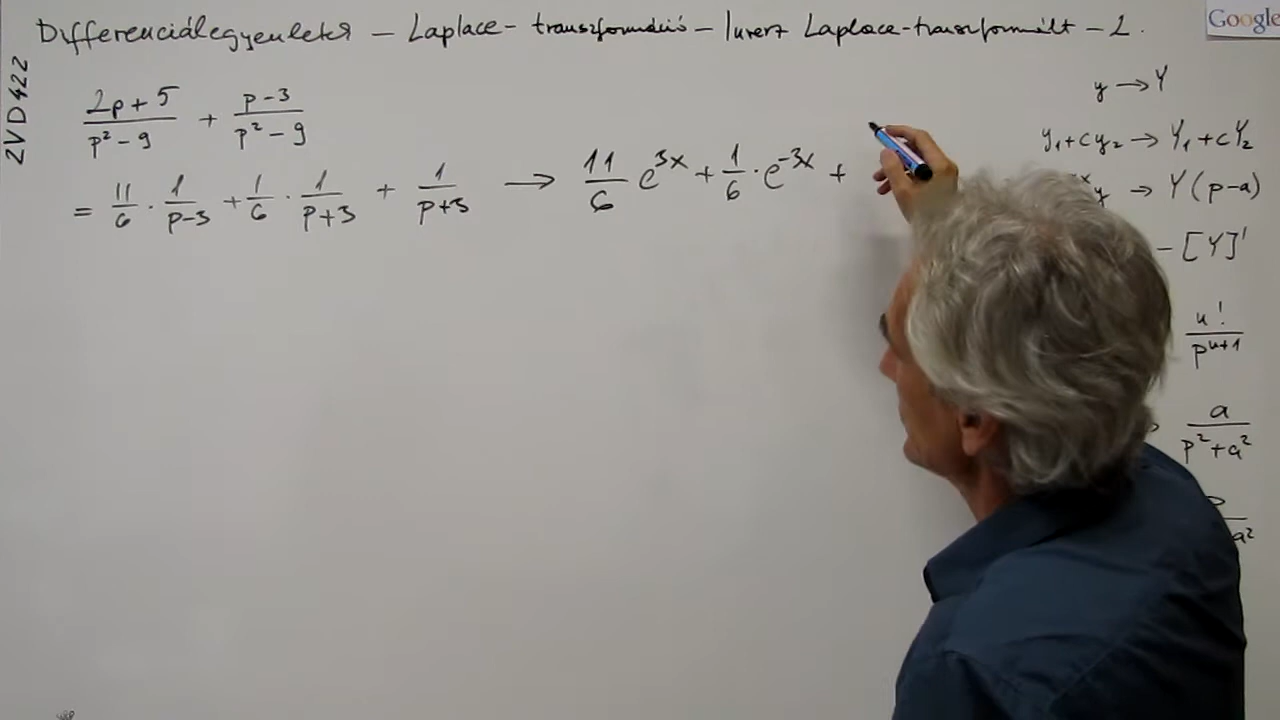 Differenciálegyenletek – Laplace-transzformáció – Inverz Laplace-transzformált – 2.
Google
2VD422
(2p+5)/(p²-9) + (p-3)/(p²-9)
= 11/6 · 1/(p-3) + 1/6 · 1/(p+3) + 1/(p+3) → 11/6 e^3x + 1/6 · e^-3x +
y → Y
y₁+cy₂ → Y₁+cY₂
y → Y(p-a)
-[Y]'
n!/p^(n+1)
a/(p²+a²)
a²